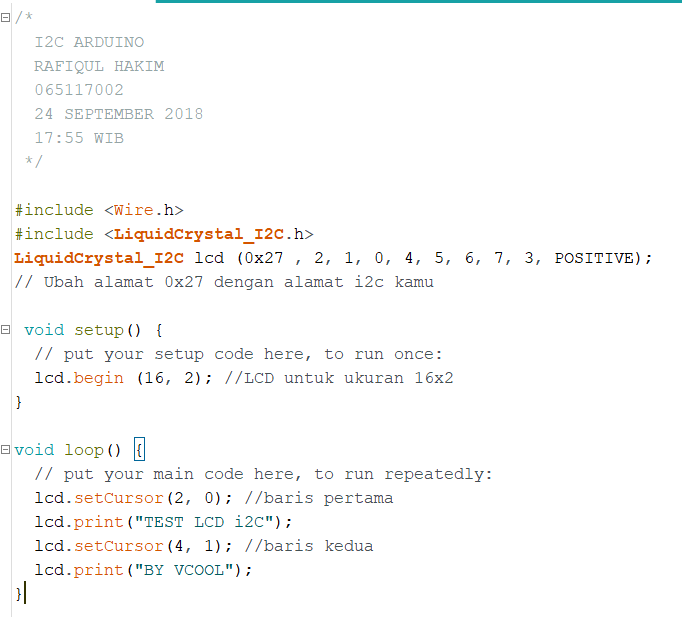 /*
I2C ARDUINO
RAFIQUL HAKIM
065117002
24 SEPTEMBER 2018
17:55 WIB
*/
#include <Wire.h>
#include <LiquidCrystal_I2C.h>
LiquidCrystal_I2C lcd (0x27 , 2, 1, 0, 4, 5, 6, 7, 3, POSITIVE);
// Ubah alamat 0x27 dengan alamat i2c kamu
void setup() {
// put your setup code here, to run once:
lcd.begin (16, 2); //LCD untuk ukuran 16x2
}
void loop() {
// put your main code here, to run repeatedly:
lcd.setCursor(2, 0); //baris pertama
lcd.print("TEST LCD i2C");
lcd.setCursor(4, 1); //baris kedua
lcd.print("BY VCOOL");
}